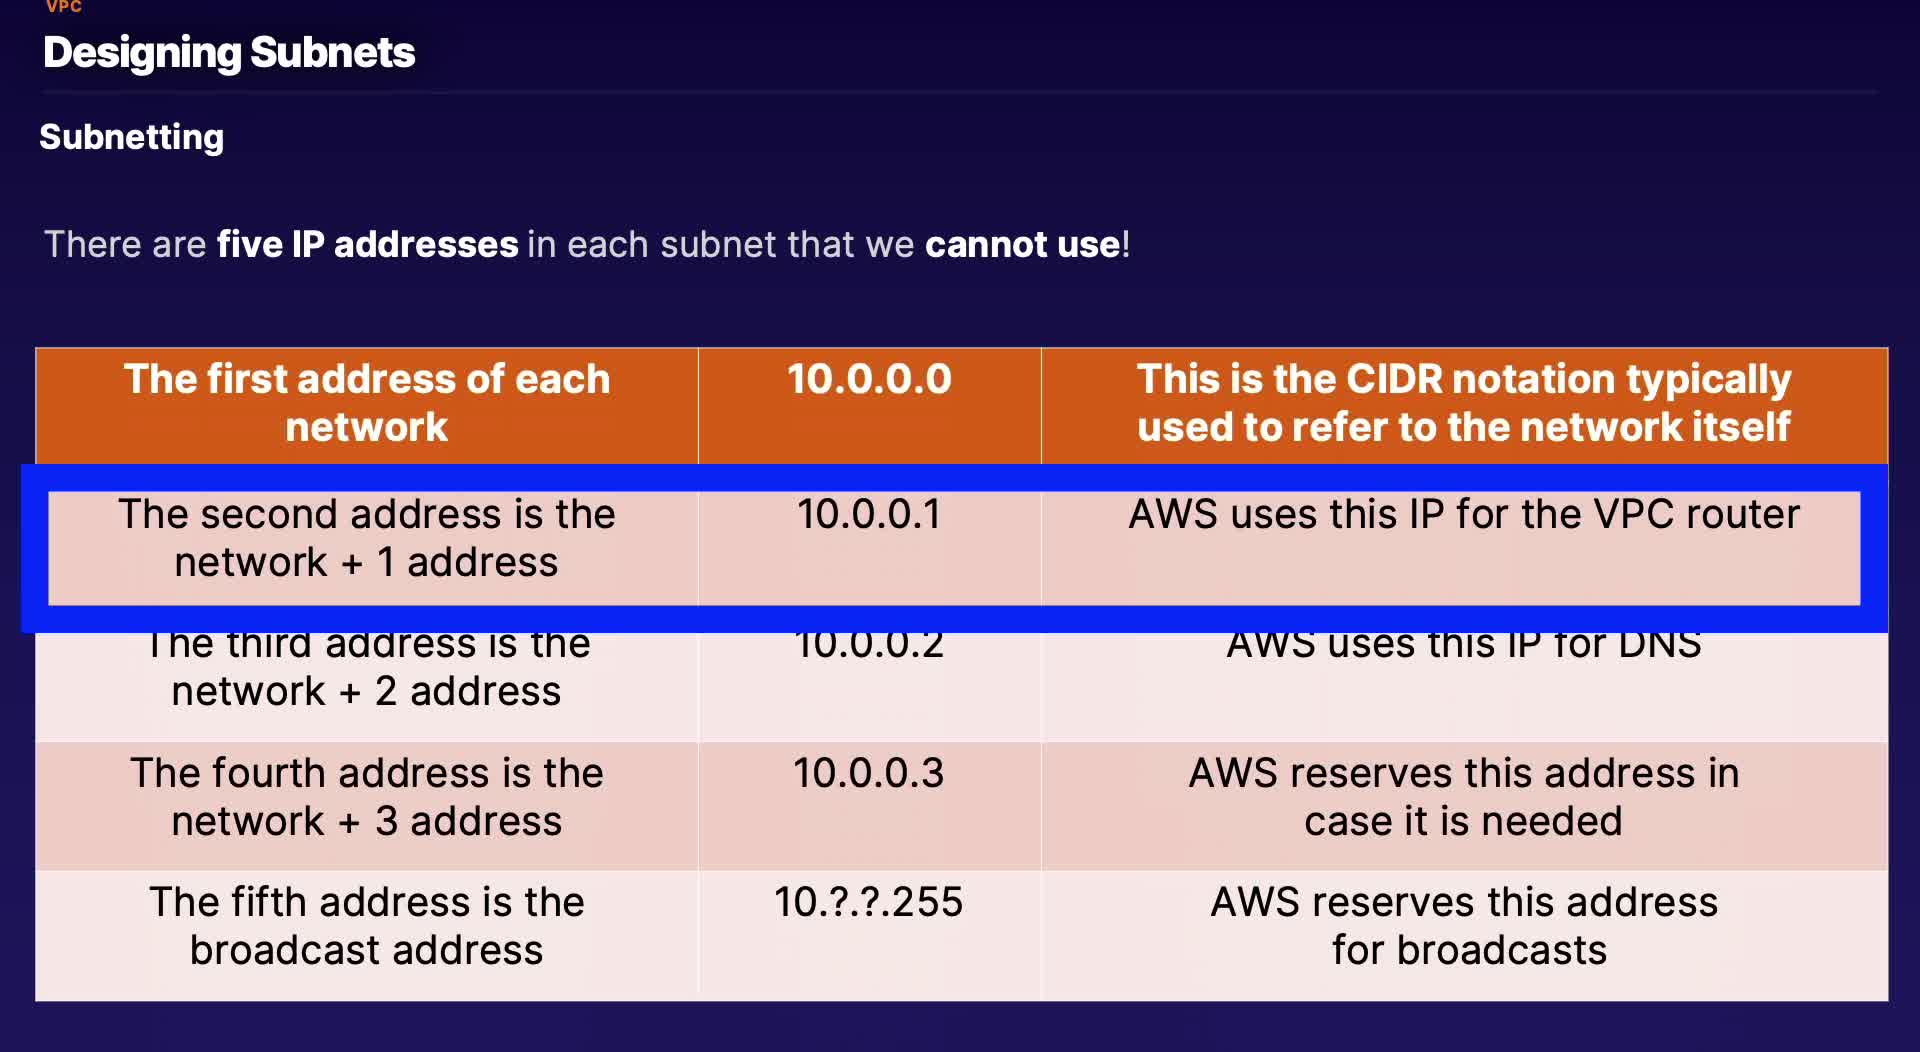 VPC
Designing Subnets
Subnetting
There are five IP addresses in each subnet that we cannot use!
The first address of each
network
10.0.0.0
This is the CIDR notation typically
used to refer to the network itself
The second address is the
network + 1 address
10.0.0.1
AWS uses this IP for the VPC router
The third address is the
network + 2 address
10.0.0.2
AWS uses this IP for DNS
The fourth address is the
network + 3 address
10.0.0.3
AWS reserves this address in
case it is needed
The fifth address is the
broadcast address
10.?.?.255
AWS reserves this address
for broadcasts